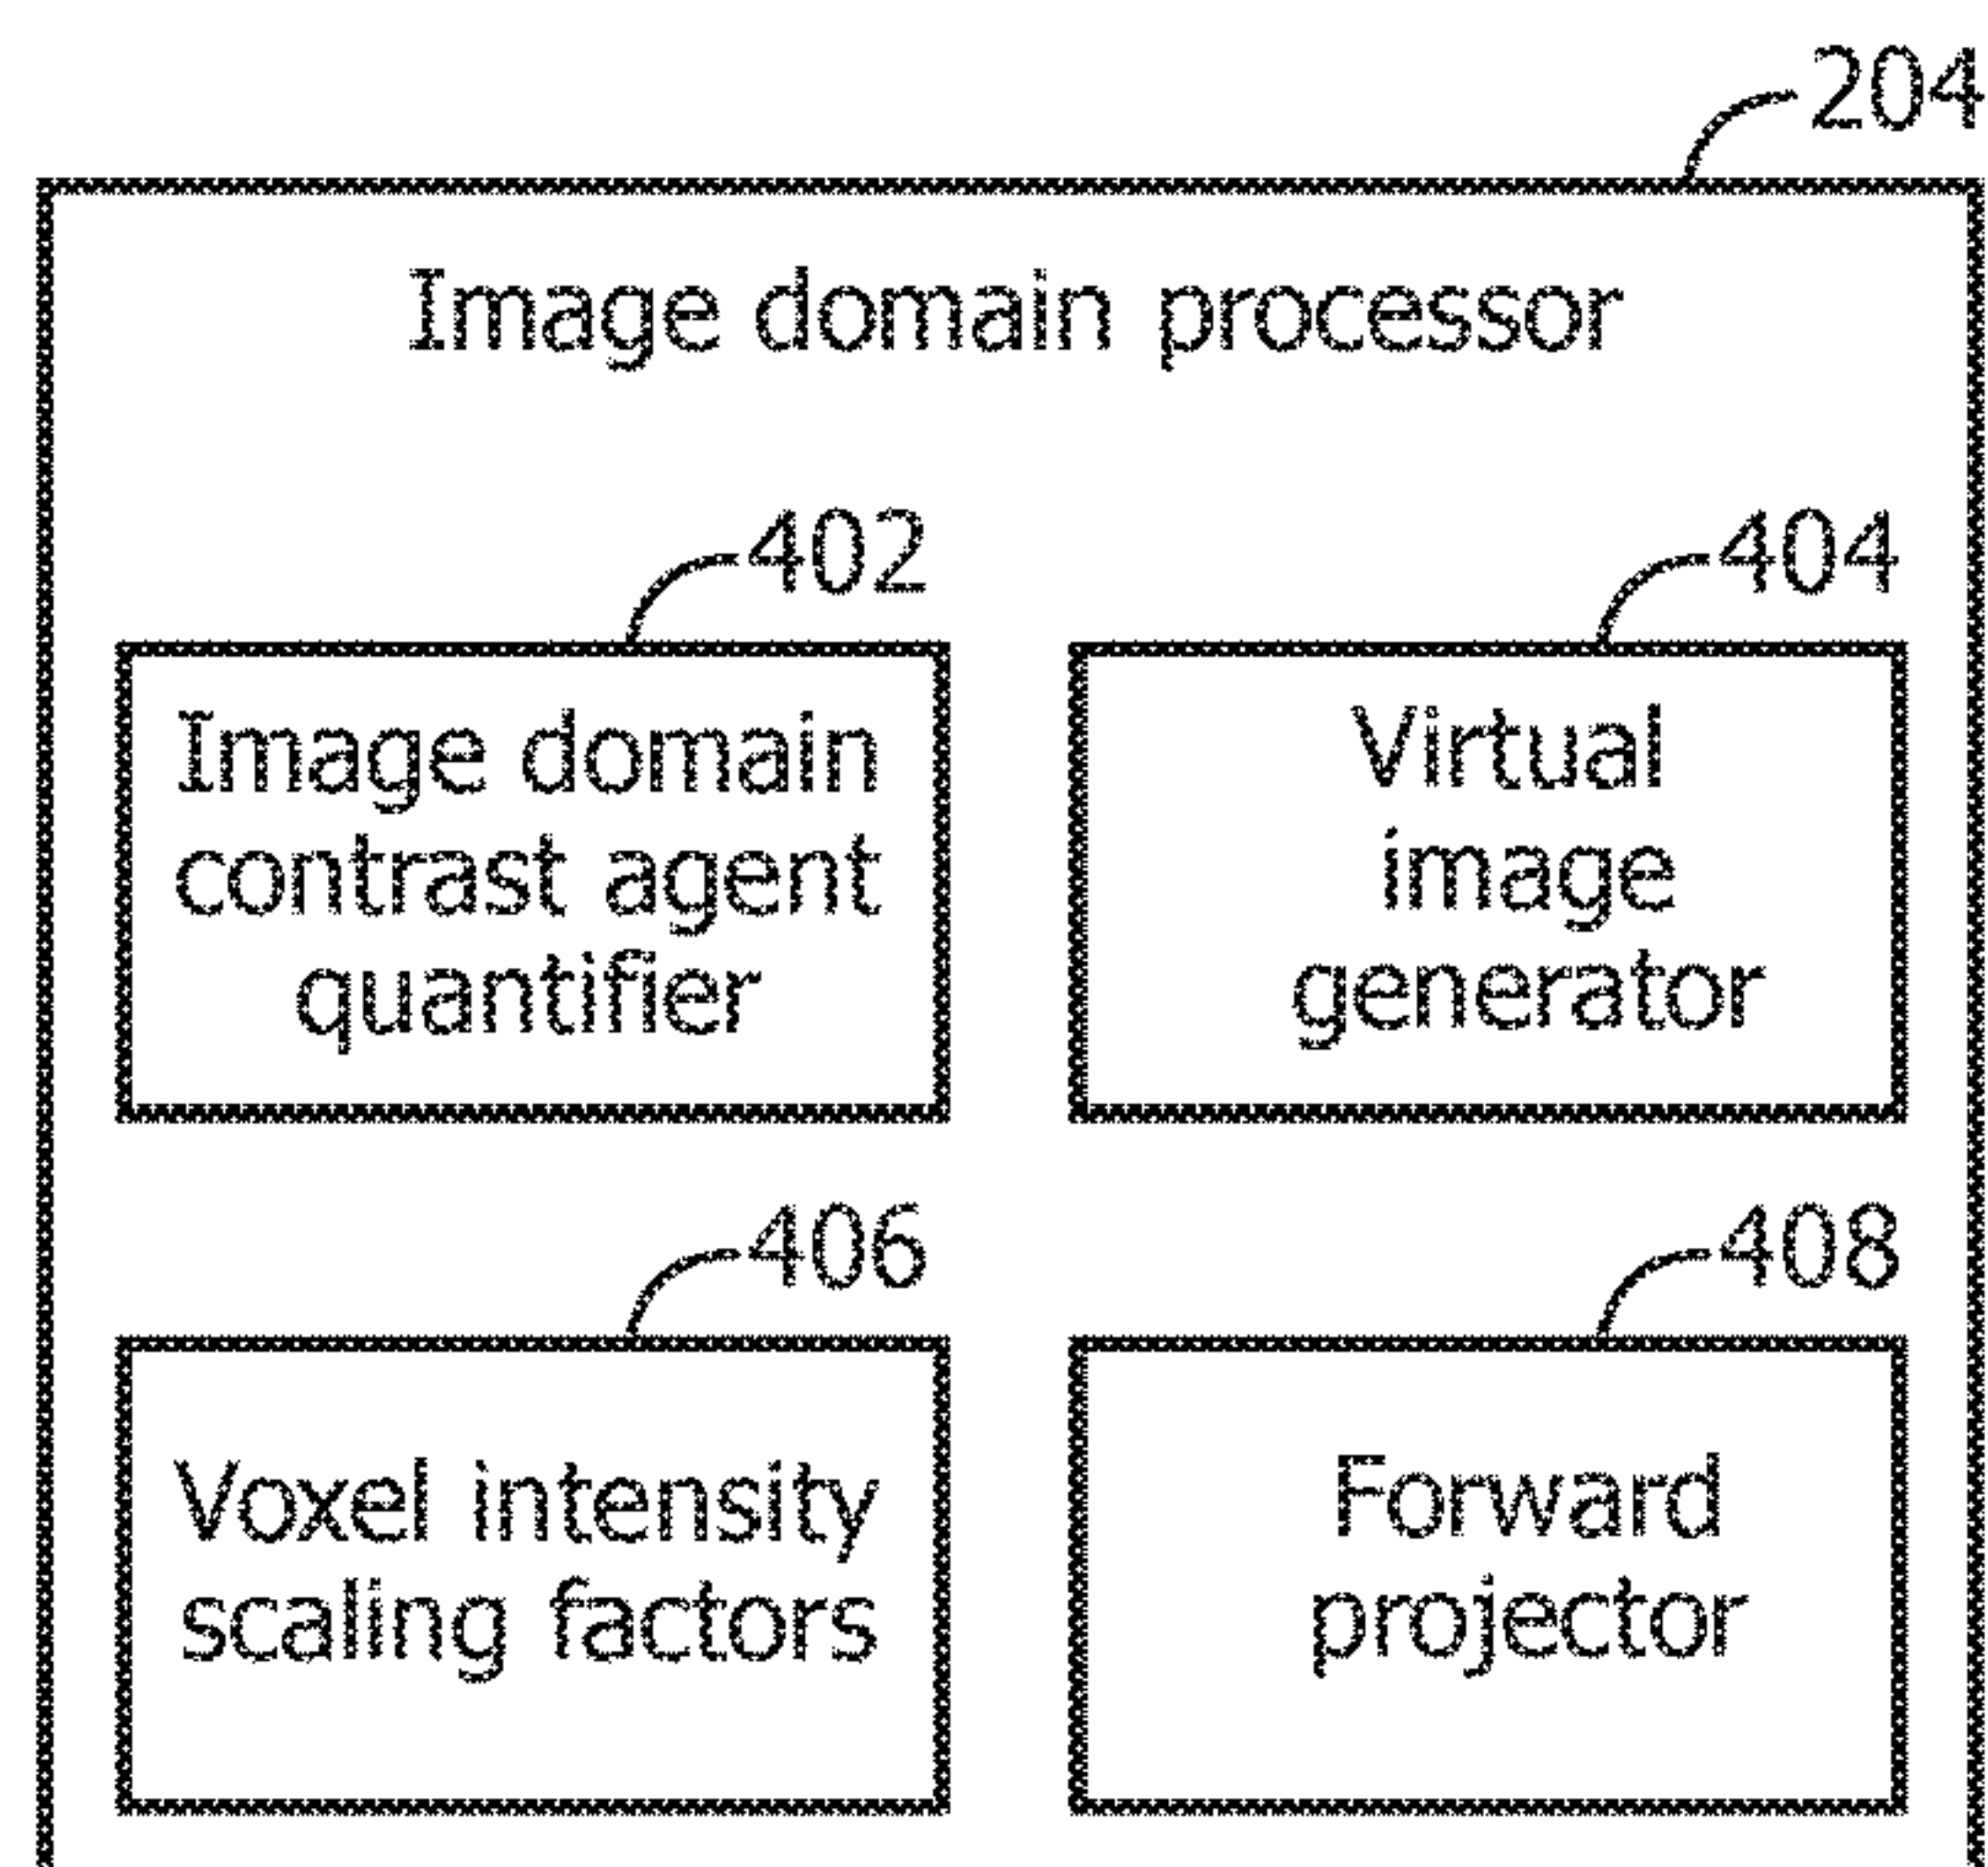 204
Image domain processor
402
Image domain
contrast agent
quantifier
404
Virtual
image
generator
406
Voxel intensity
scaling factors
408
Forward
projector